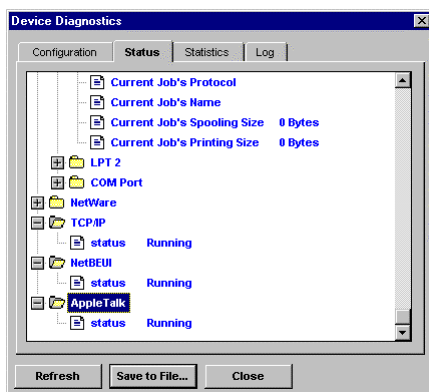 Device Diagnostics
Configuration Status Statistics Log
Current Job's Protocol
Current Job's Name
Current Job's Spooling Size 0 Bytes
Current Job's Printing Size 0 Bytes
LPT 2
COM Port
NetWare
TCP/IP
status Running
NetBEUI
status Running
AppleTalk
status Running
Refresh Save to File... Close